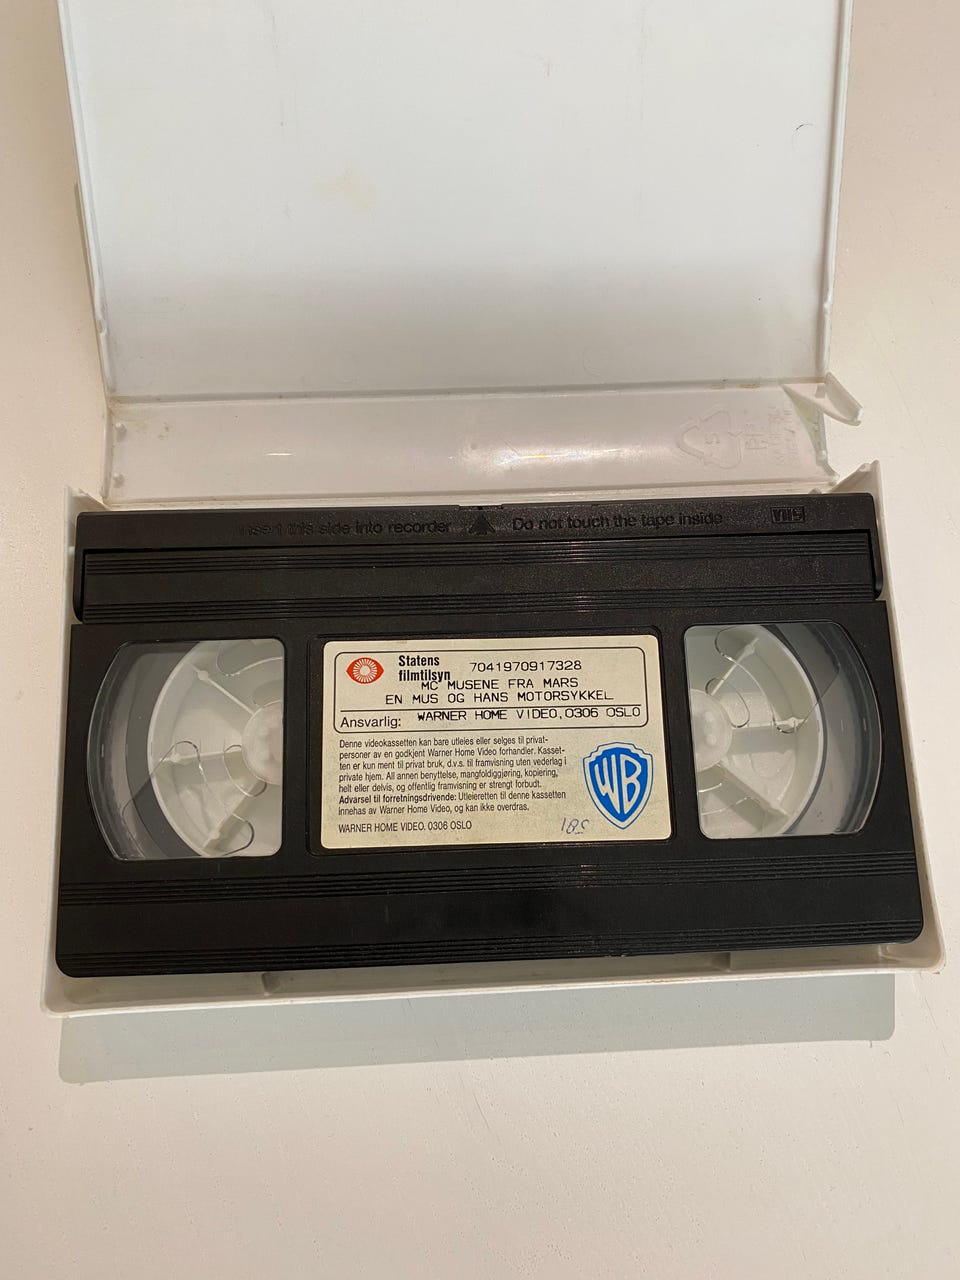 Insert this side into recorder Do not touch the tape inside VHS
Statens
filmtilsyn
7041970917328
MC MUSENE FRA MARS
EN MUS OG HANS MOTORSYKKEL
Ansvarlig: WARNER HOME VIDEO, 0306 OSLO
Denne videokassetten kan bare utleies eller selges til privat-
personer av en godkjent Warner Home Video forhandler. Kasset-
ten er kun ment til privat bruk, d.v.s. til framvisning uten vederlag i
private hjem. All annen benyttelse, mangfoldiggjøring, kopiering,
helt eller delvis, og offentlig framvisning er strengt forbudt.
Advarsel til forretningsdrivende: Utleieretten til denne kassetten
innehas av Warner Home Video, og kan ikke overdras.
WB
WARNER HOME VIDEO. 0306 OSLO